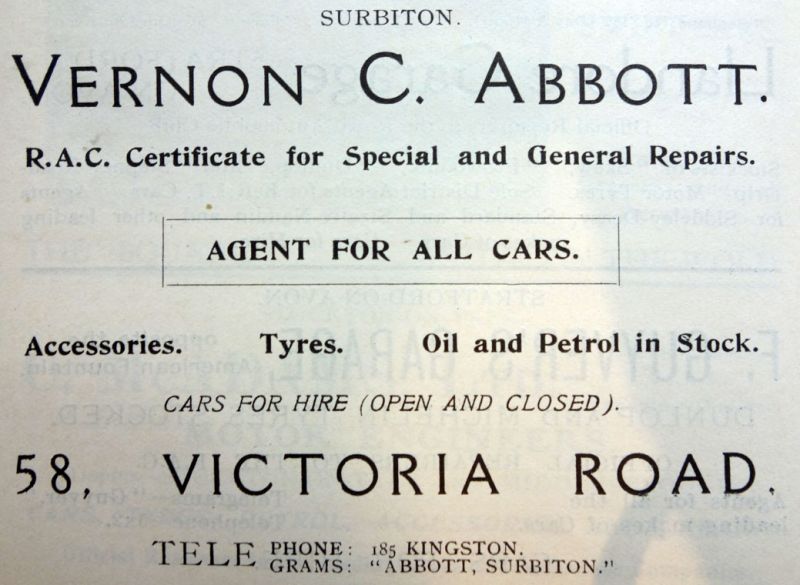 SURBITON.
VERNON C. ABBOTT.
R.A.C. Certificate for Special and General Repairs.
AGENT FOR ALL CARS.
Accessories. Tyres. Oil and Petrol in Stock.
CARS FOR HIRE (OPEN AND CLOSED).
58, VICTORIA ROAD.
TELE PHONE: 185 KINGSTON.
GRAMS: "ABBOTT, SURBITON."